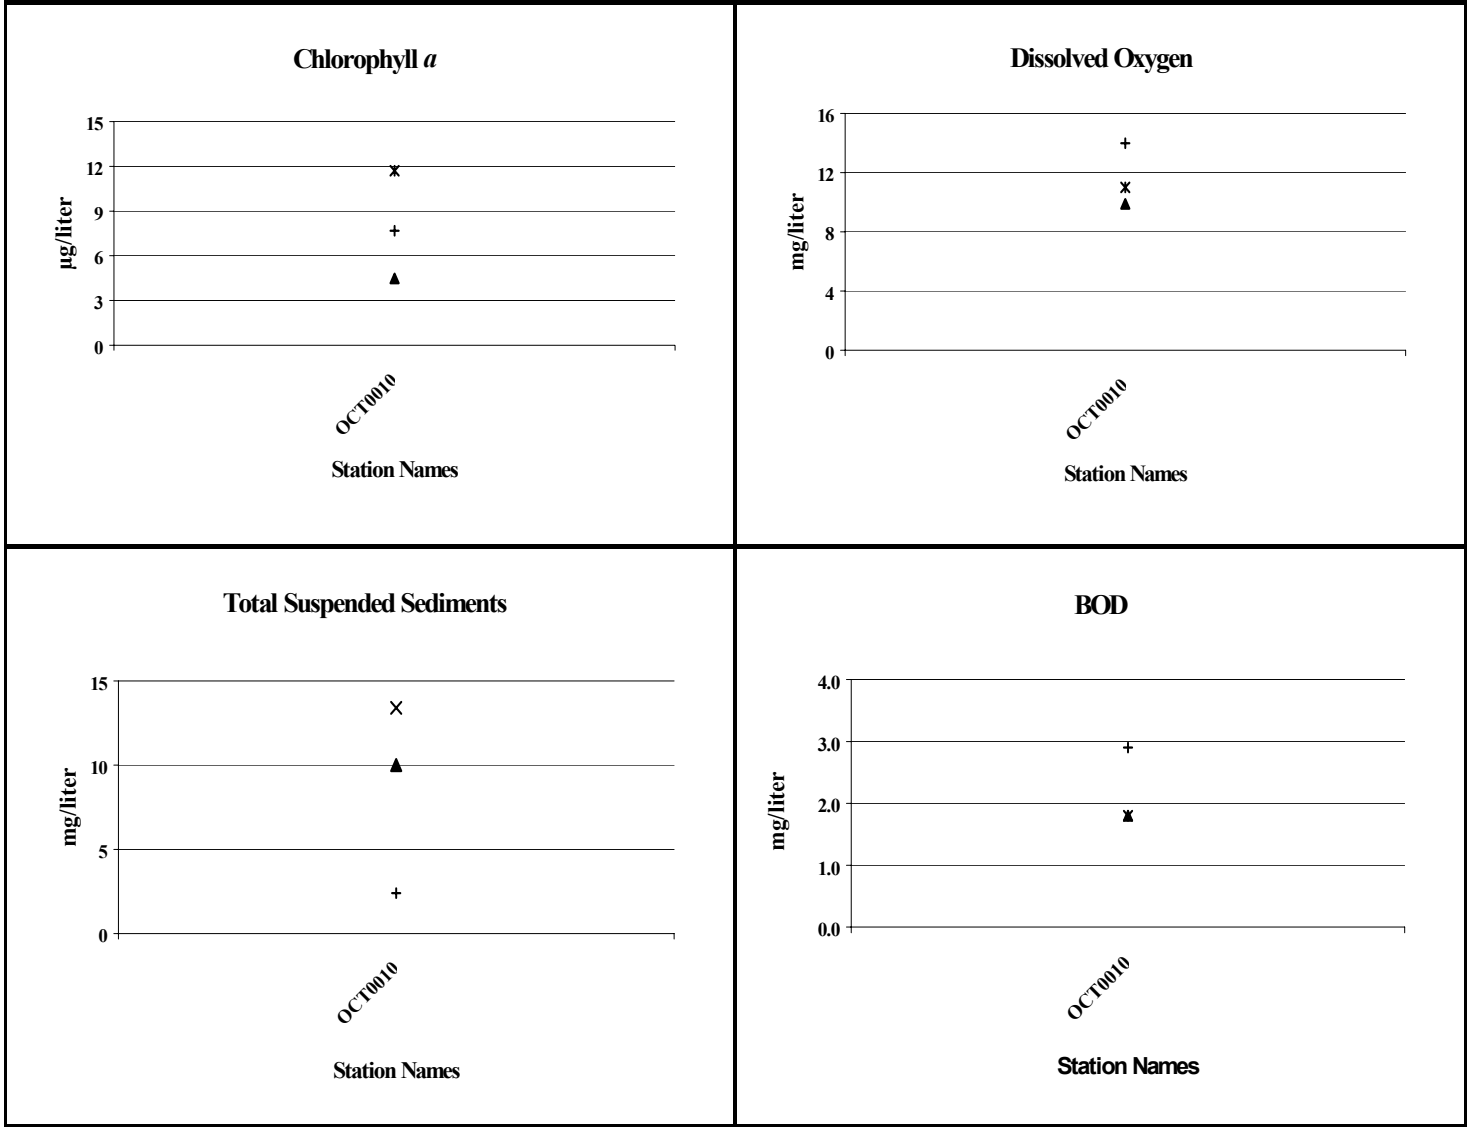 Chlorophyll a
15
12
9
6
3
0
µg/liter
OCT0010
Station Names
Dissolved Oxygen
16
12
8
4
0
mg/liter
OCT0010
Station Names
Total Suspended Sediments
15
10
5
0
mg/liter
OCT0010
Station Names
BOD
4.0
3.0
2.0
1.0
0.0
mg/liter
OCT0010
Station Names